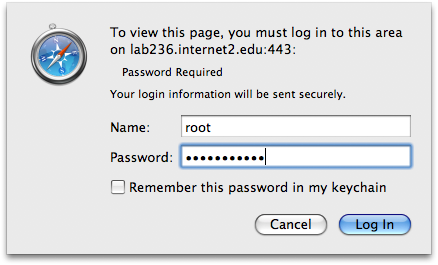 To view this page, you must log in to this area
on lab236.internet2.edu:443:
Password Required
Your login information will be sent securely.
Name: root
Password: •••••••••••
Remember this password in my keychain
Cancel Log In